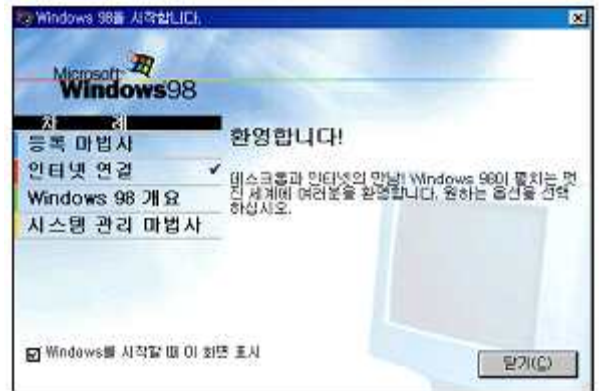 Windows 98을 시작합니다.
Microsoft
Windows98
차 례
등록 마법사
인터넷 연결 ✔
Windows 98 개요
시스템 관리 마법사
환영합니다!
데스크톱과 인터넷의 만남! Windows 98이 펼치는 멋
진 세계에 여러분을 환영합니다. 원하는 옵션을 선택
하십시오.
Windows를 시작할 때 이 화면 표시
닫기(C)